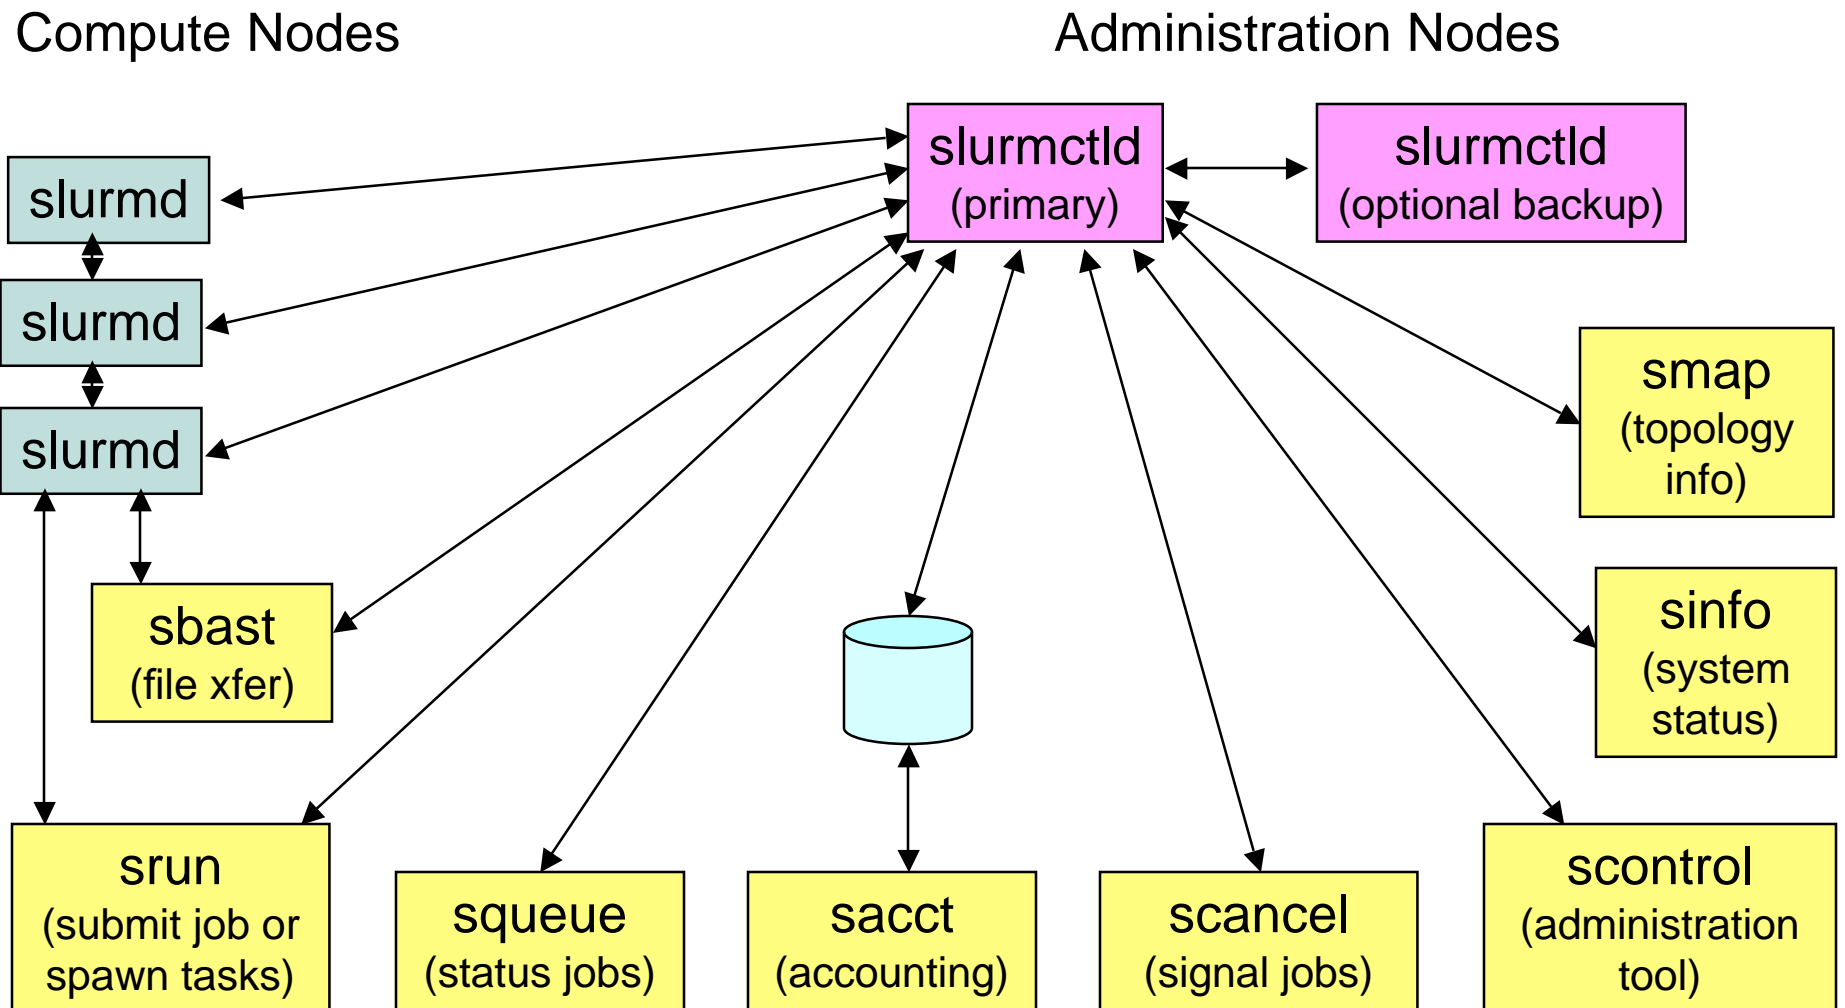 Compute Nodes
Administration Nodes
slurmctld
(primary)
slurmctld
(optional backup)
slurmd
slurmd
slurmd
smap
(topology
info)
sbast
(file xfer)
sinfo
(system
status)
srun
(submit job or
spawn tasks)
squeue
(status jobs)
sacct
(accounting)
scancel
(signal jobs)
scontrol
(administration
tool)